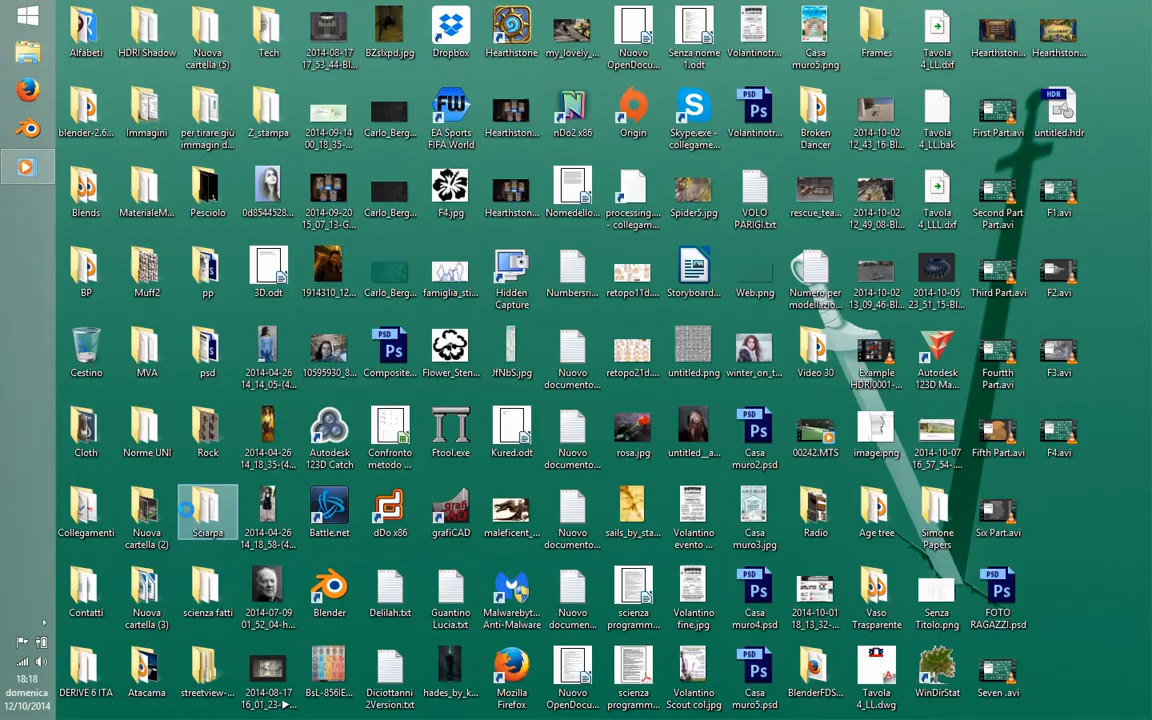 Alfabeti
HDRI Shadow
Nuova
cartella (5)
Tech
2014-08-17
17_53_44-Bl...
BZslxpd.jpg
Dropbox
Hearthstone
my_lovely_...
Nuovo
OpenDocu...
Senza nome
1.odt
Volantinotr...
Casa
muro5.png
Frames
Tavola
4_LL.dxf
Hearthston...
Hearthston...
blender-2.6...
Immagini
per tirare giù
immagin d...
Z_stampa
2014-09-14
00_18_35-...
Carlo_Berg...
FW
EA Sports
FIFA World
Hearthston...
nDo2 x86
Origin
Skype.exe -
collegame...
PSD
Ps
Volantinotr...
Broken
Dancer
2014-10-02
12_43_16-Bl...
Tavola
4_LL.bak
First Part.avi
HDR
untitled.hdr
Blends
MaterialeM...
Pesciolo
0d8544528...
2014-09-20
15_07_13-G...
Carlo_Berg...
F4.jpg
Hearthston...
Nomedello...
processing....
- collegam...
Spider5.jpg
VOLO
PARIGI.txt
rescue_tea...
2014-10-02
12_49_08-Bl...
Tavola
4_LLL.dxf
Second Part
Part.avi
F1.avi
BP
Muff2
pp
3D.odt
1914310_12...
Carlo_Berg...
famiglia_sti...
Hidden
Capture
Numbersri...
retopo11d....
Storyboard...
Web.png
Numero per
modellazio...
2014-10-02
13_09_46-Bl...
2014-10-05
23_51_15-Bl...
Third Part.avi
F2.avi
Cestino
MVA
psd
2014-04-26
14_14_05-(4...
10595930_8...
PSD
Ps
Composite...
Flower_Sten...
JfNbS.jpg
Nuovo
documento...
retopo21d....
untitled.png
winter_on_t...
Video 30
Example
HDRI0001-...
Autodesk
123D Ma...
Fourtth
Part.avi
F3.avi
Cloth
Norme UNI
Rock
2014-04-26
14_18_35-(4...
Autodesk
123D Catch
Confronto
metodo ...
Ftool.exe
Kured.odt
Nuovo
documento...
rosa.jpg
untitled__a...
PSD
Ps
Casa
muro2.psd
00242.MTS
image.png
2014-10-07
16_57_54-....
Fifth Part.avi
F4.avi
Collegamenti
Nuova
cartella (2)
Sciarpa
2014-04-26
14_18_58-(4...
Battle.net
dDo x86
grafiCAD
maleficent_...
Nuovo
documento...
sails_by_sta...
Volantino
evento ...
Casa
muro3.jpg
Radio
Age tree
Simone
Papers
Six Part.avi
Contatti
Nuova
cartella (3)
scienza fatti
2014-07-09
01_52_04-h...
Blender
Delilah.txt
Guantino
Lucia.txt
Malwarebyt...
Anti-Malware
Nuovo
documen...
scienza
programm...
Volantino
fine.jpg
PSD
Ps
Casa
muro4.psd
2014-10-01
18_13_32-...
Vaso
Trasparente
Senza
Titolo.png
PSD
Ps
FOTO
RAGAZZI.psd
18:18
domenica
12/10/2014
DERIVE 6 ITA
Atacama
streetview-...
2014-08-17
16_01_23-...
BsL-856IE...
Diciottanni
2Version.txt
hades_by_k...
Mozilla
Firefox
Nuovo
OpenDocu...
scienza
programm...
Volantino
Scout col.jpg
PSD
Ps
Casa
muro5.psd
BlenderFDS...
Tavola
4_LL.dwg
WinDirStat
Seven .avi